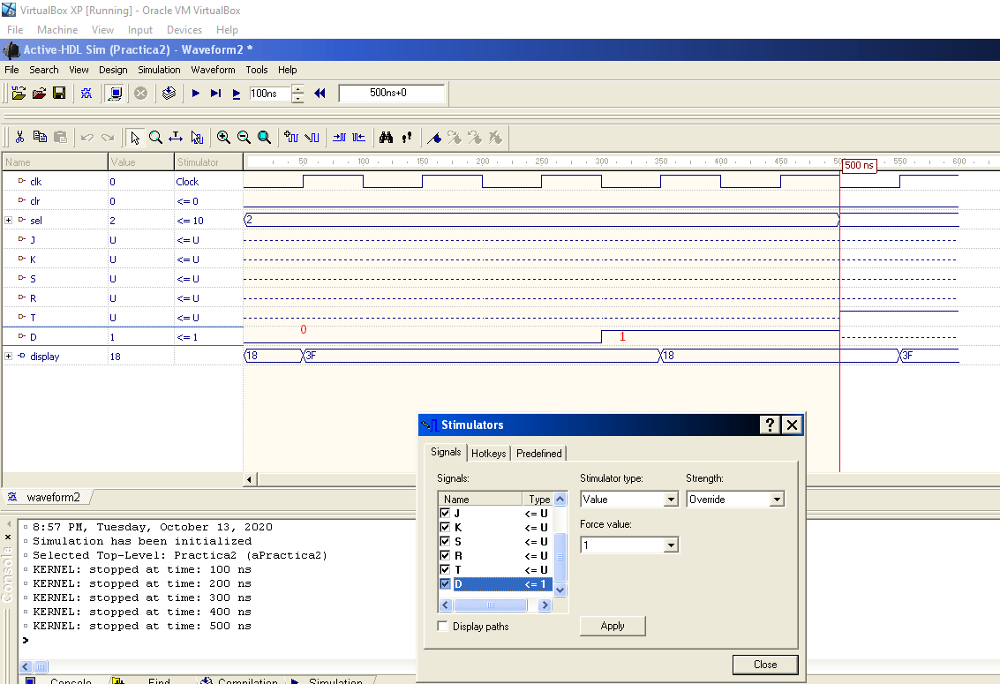 VirtualBox XP [Running] - Oracle VM VirtualBox
File Machine View Input Devices Help
Active-HDL Sim (Practica2) - Waveform2 *
File Search View Design Simulation Waveform Tools Help
100ns 500ns+0
Name Value Stimulator 50 100 150 200 250 300 350 400 450 500 ns 550 600
clk 0 Clock
clr 0 <= 0
sel 2 <= 10 2
J U <= U
K U <= U
S U <= U
R U <= U
T U <= U
D 1 <= 1 0 1
display 18 18 3F 18 3F
waveform2
8:57 PM, Tuesday, October 13, 2020
Simulation has been initialized
Selected Top-Level: Practica2 (aPractica2)
KERNEL: stopped at time: 100 ns
KERNEL: stopped at time: 200 ns
KERNEL: stopped at time: 300 ns
KERNEL: stopped at time: 400 ns
KERNEL: stopped at time: 500 ns
>
Console
Console Find Compilation Simulation
Stimulators
Signals Hotkeys Predefined
Signals:
Name Type
J <= U
K <= U
S <= U
R <= U
T <= U
D <= 1
Display paths
Stimulator type: Strength:
Value Override
Force value:
1
Apply
Close